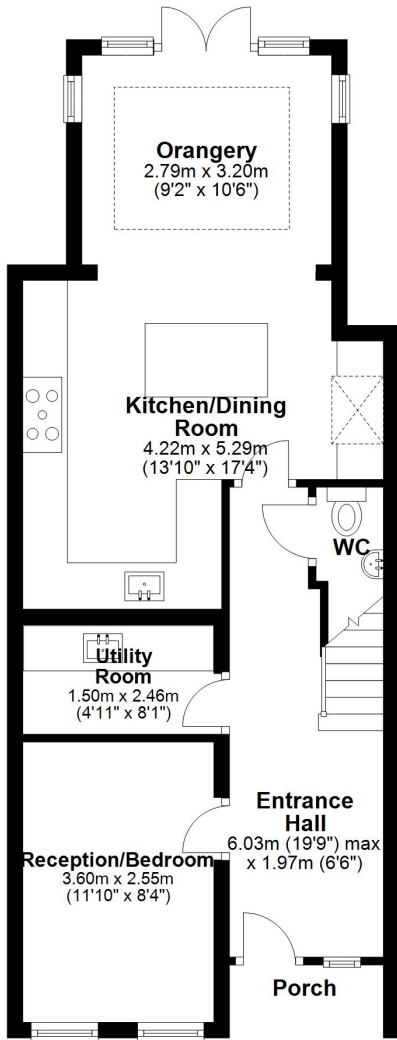 Orangery
2.79m x 3.20m
(9'2" x 10'6")
Kitchen/Dining
Room
4.22m x 5.29m
(13'10" x 17'4")
WC
Utility
Room
1.50m x 2.46m
(4'11" x 8'1")
Entrance
Hall
6.03m (19'9") max
x 1.97m (6'6")
Reception/Bedroom
3.60m x 2.55m
(11'10" x 8'4")
Porch